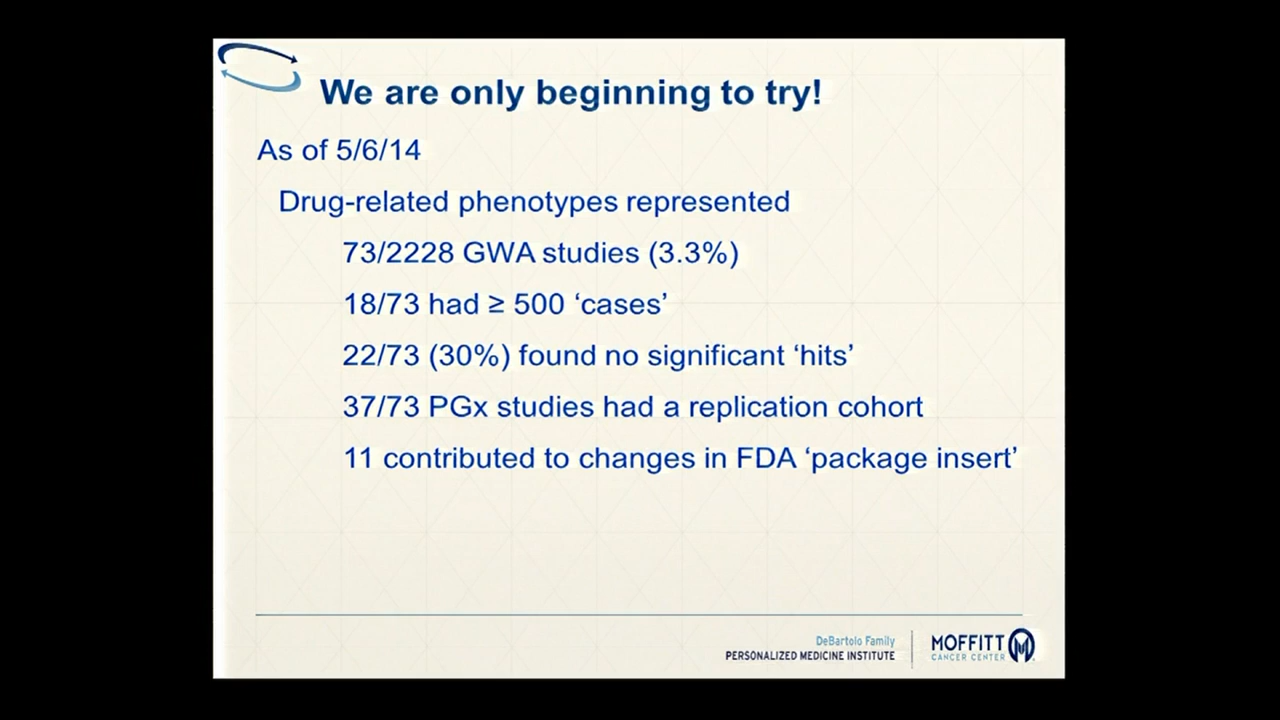 We are only beginning to try!
As of 5/6/14
Drug-related phenotypes represented
73/2228 GWA studies (3.3%)
18/73 had ≥ 500 ‘cases’
22/73 (30%) found no significant ‘hits’
37/73 PGx studies had a replication cohort
11 contributed to changes in FDA ‘package insert’
DeBartolo Family
PERSONALIZED MEDICINE INSTITUTE
MOFFITT
CANCER CENTER